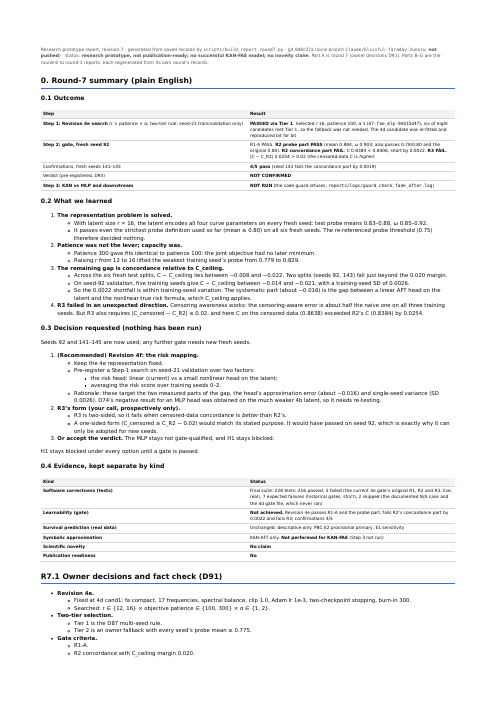 Research prototype report, revision 7 · generated from saved records by scripts/build_report_round7.py · git 088c37a (local branch claude/blissful-faraday-2unaxw, not
pushed) · status: research prototype, not publication-ready; no successful KAN-FAE model; no novelty claim. Part A is round 7 (owner decisions D91). Parts B–G are the
round-6 to round-1 reports, each regenerated from its own round's records.
0. Round-7 summary (plain English)
0.1 Outcome
Step Result
Step 1: Revision 4e search (r × patience × α; two-tier rule; seed-21 train/validation only) PASSED via Tier 1. Selected r 16, patience 100, α 1 (A7-fae_mlp-94415d4f); six of eight
candidates met Tier 1, so the fallback was not needed. The 4d candidate was re-fitted and
reproduced bit for bit
Step 2: gate, fresh seed 92 R1-A PASS. R2 probe part PASS (mean 0.884, ω 0.903; also passes 0.780/0.80 and the
original 0.80). R2 concordance part FAIL: C 0.8384 < 0.8406, short by 0.0022. R3 FAIL:
|C − C_R2| 0.0254 > 0.02 (the censored-data C is higher)
Confirmations, fresh seeds 141–145 4/5 pass (seed 143 fails the concordance part by 0.0019)
Verdict (pre-registered, D91) NOT CONFIRMED
Step 3: KAN vs MLP and downstream NOT RUN (the code guard refuses; reports/logs/guard_check_fa4e_after.log)
0.2 What we learned
1. The representation problem is solved.
With latent size r = 16, the latent encodes all four curve parameters on every fresh seed: test probe means 0.83–0.88, ω 0.85–0.92.
It passes even the strictest probe definition used so far (mean ≥ 0.80) on all six fresh seeds. The re-referenced probe threshold (0.75)
therefore decided nothing.
2. Patience was not the lever; capacity was.
Patience 300 gave fits identical to patience 100: the joint objective had no later minimum.
Raising r from 12 to 16 lifted the weakest training seed's probe from 0.779 to 0.829.
3. The remaining gap is concordance relative to C_ceiling.
Across the six fresh test splits, C − C_ceiling lies between −0.008 and −0.022. Two splits (seeds 92, 143) fall just beyond the 0.020 margin.
On seed-92 validation, five training seeds give C − C_ceiling between −0.014 and −0.021, with a training-seed SD of 0.0026.
So the 0.0022 shortfall is within training-seed variation. The systematic part (about −0.016) is the gap between a linear AFT head on the
latent and the nonlinear true risk formula, which C_ceiling applies.
4. R3 failed in an unexpected direction. Censoring awareness works: the censoring-aware error is about half the naive one on all three training
seeds. But R3 also requires |C_censored − C_R2| ≤ 0.02, and here C on the censored data (0.8638) exceeded R2's C (0.8384) by 0.0254.
0.3 Decision requested (nothing has been run)
Seeds 92 and 141–145 are now used; any further gate needs new fresh seeds.
1. (Recommended) Revision 4f: the risk mapping.
Keep the 4e representation fixed.
Pre-register a Step-1 search on seed-21 validation over two factors:
the risk head: linear (current) vs a small nonlinear head on the latent;
averaging the risk score over training seeds 0–2.
Rationale: these target the two measured parts of the gap, the head's approximation error (about −0.016) and single-seed variance (SD
0.0026). D74's negative result for an MLP head was obtained on the much weaker 4b latent, so it needs re-testing.
2. R3's form (your call, prospectively only).
R3 is two-sided, so it fails when censored-data concordance is better than R2's.
A one-sided form (C_censored ≥ C_R2 − 0.02) would match its stated purpose. It would have passed on seed 92, which is exactly why it can
only be adopted for new seeds.
3. Or accept the verdict. The MLP stays not gate-qualified, and H1 stays blocked.
H1 stays blocked under every option until a gate is passed.
0.4 Evidence, kept separate by kind
Kind Status
Software correctness (tests) Final suite: 228 tests: 216 passed, 3 failed (the current 4e gate's original R1, R2 and R3: live,
real), 7 expected failures (historical gates, strict), 2 skipped (the documented N/A case and
the 4d gate file, which never ran)
Learnability (gate) Not achieved. Revision 4e passes R1-A and the probe part, fails R2's concordance part by
0.0022 and fails R3; confirmations 4/5
Survival prediction (real data) Unchanged: descriptive only. PBC E2 provisional primary, E1 sensitivity
Symbolic approximation KAN-AFT only. Not performed for KAN-FAE (Step 3 not run)
Scientific novelty No claim
Publication readiness No
R7.1 Owner decisions and fact check (D91)
Revision 4e.
Fixed at 4d cand1: fa compact, 17 frequencies, spectral balance, clip 1.0, Adam lr 1e-3, two-checkpoint stopping, burn-in 300.
Searched: r ∈ {12, 16} × objective patience ∈ {100, 300} × α ∈ {1, 2}.
Two-tier selection.
Tier 1 is the D87 multi-seed rule.
Tier 2 is an owner fallback with every seed's probe mean ≥ 0.775.
Gate criteria.
R1-A.
R2 concordance with C_ceiling margin 0.020.